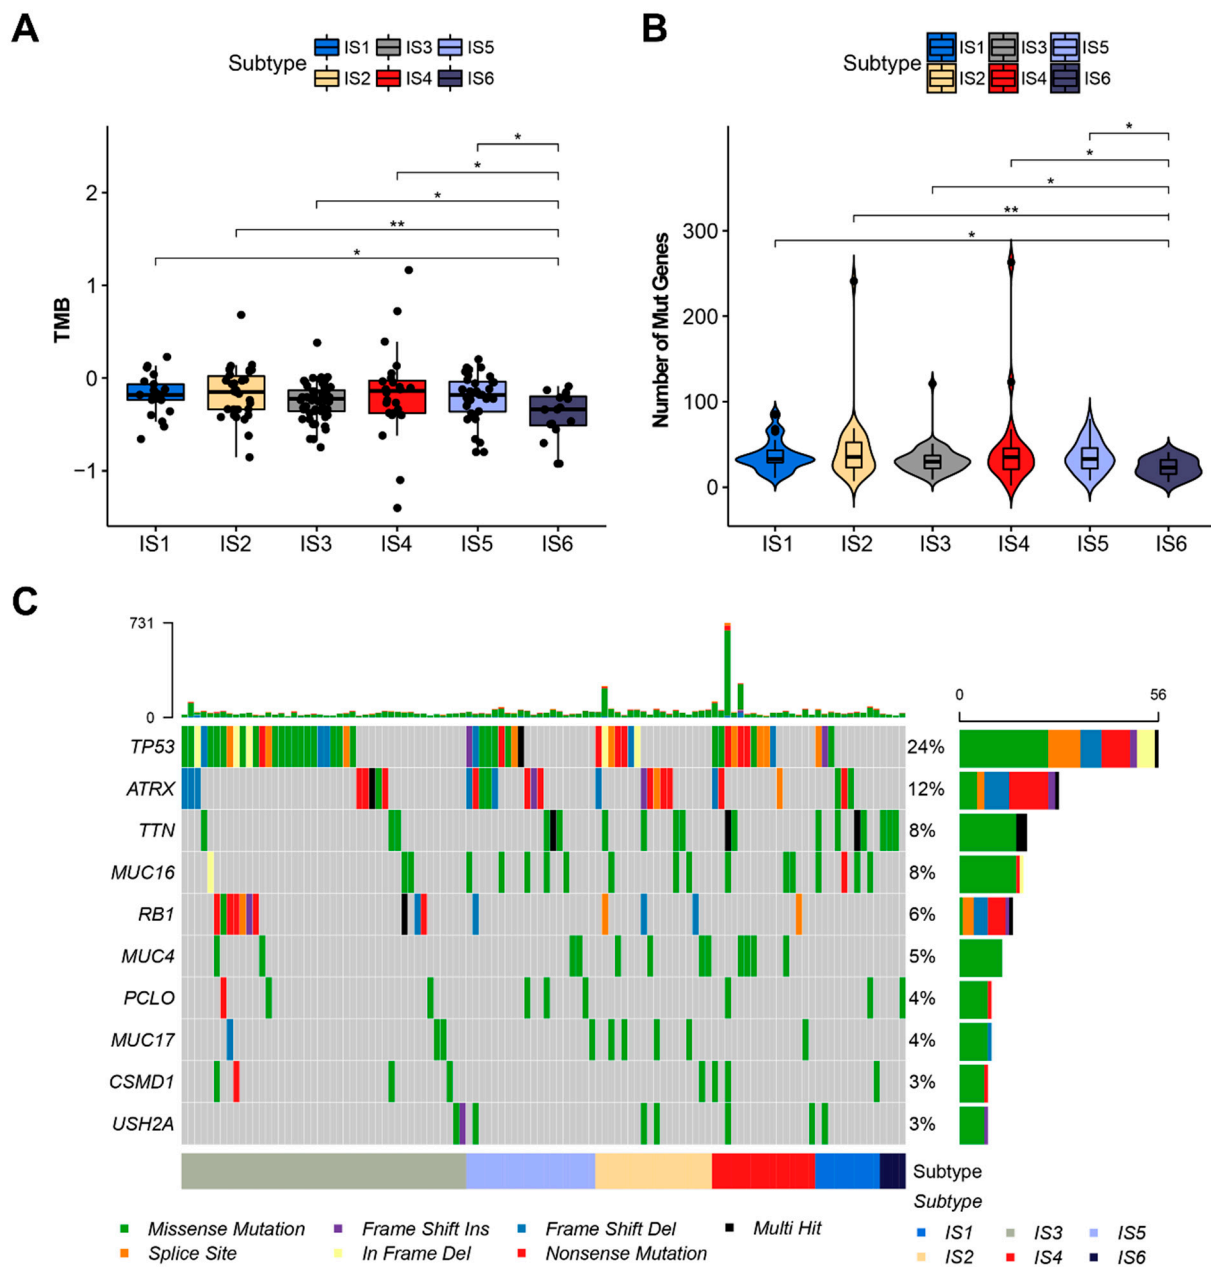 A
Subtype
IS1 IS3 IS5
IS2 IS4 IS6
TMB
2
1
0
−1
*
*
*
**
*
IS1 IS2 IS3 IS4 IS5 IS6
B
Subtype
IS1 IS3 IS5
IS2 IS4 IS6
Number of Mut Genes
300
200
100
0
*
*
*
**
*
IS1 IS2 IS3 IS4 IS5 IS6
C
731
0
0 56
TP53 24%
ATRX 12%
TTN 8%
MUC16 8%
RB1 6%
MUC4 5%
PCLO 4%
MUC17 4%
CSMD1 3%
USH2A 3%
Subtype
Subtype
Missense Mutation Frame Shift Ins Frame Shift Del Multi Hit
Splice Site In Frame Del Nonsense Mutation
IS1 IS3 IS5
IS2 IS4 IS6